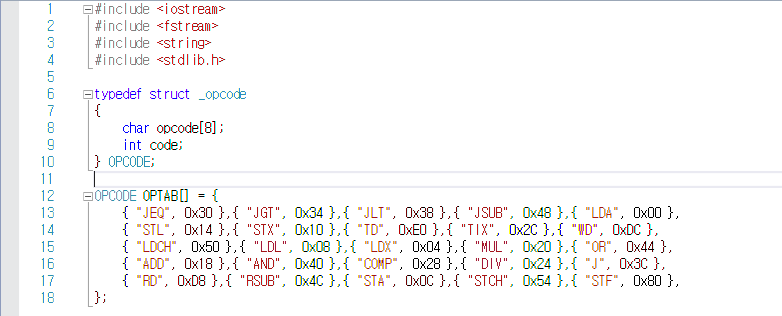 1 #include <iostream>
2 #include <fstream>
3 #include <string>
4 #include <stdlib.h>
5
6 typedef struct _opcode
7 {
8 char opcode[8];
9 int code;
10 } OPCODE;
11
12 OPCODE OPTAB[] = {
13 { "JEQ", 0x30 },{ "JGT", 0x34 },{ "JLT", 0x38 },{ "JSUB", 0x48 },{ "LDA", 0x00 },
14 { "STL", 0x14 },{ "STX", 0x10 },{ "TD", 0xE0 },{ "TIX", 0x2C },{ "WD", 0xDC },
15 { "LDCH", 0x50 },{ "LDL", 0x08 },{ "LDX", 0x04 },{ "MUL", 0x20 },{ "OR", 0x44 },
16 { "ADD", 0x18 },{ "AND", 0x40 },{ "COMP", 0x28 },{ "DIV", 0x24 },{ "J", 0x3C },
17 { "RD", 0xD8 },{ "RSUB", 0x4C },{ "STA", 0x0C },{ "STCH", 0x54 },{ "STF", 0x80 },
18 };